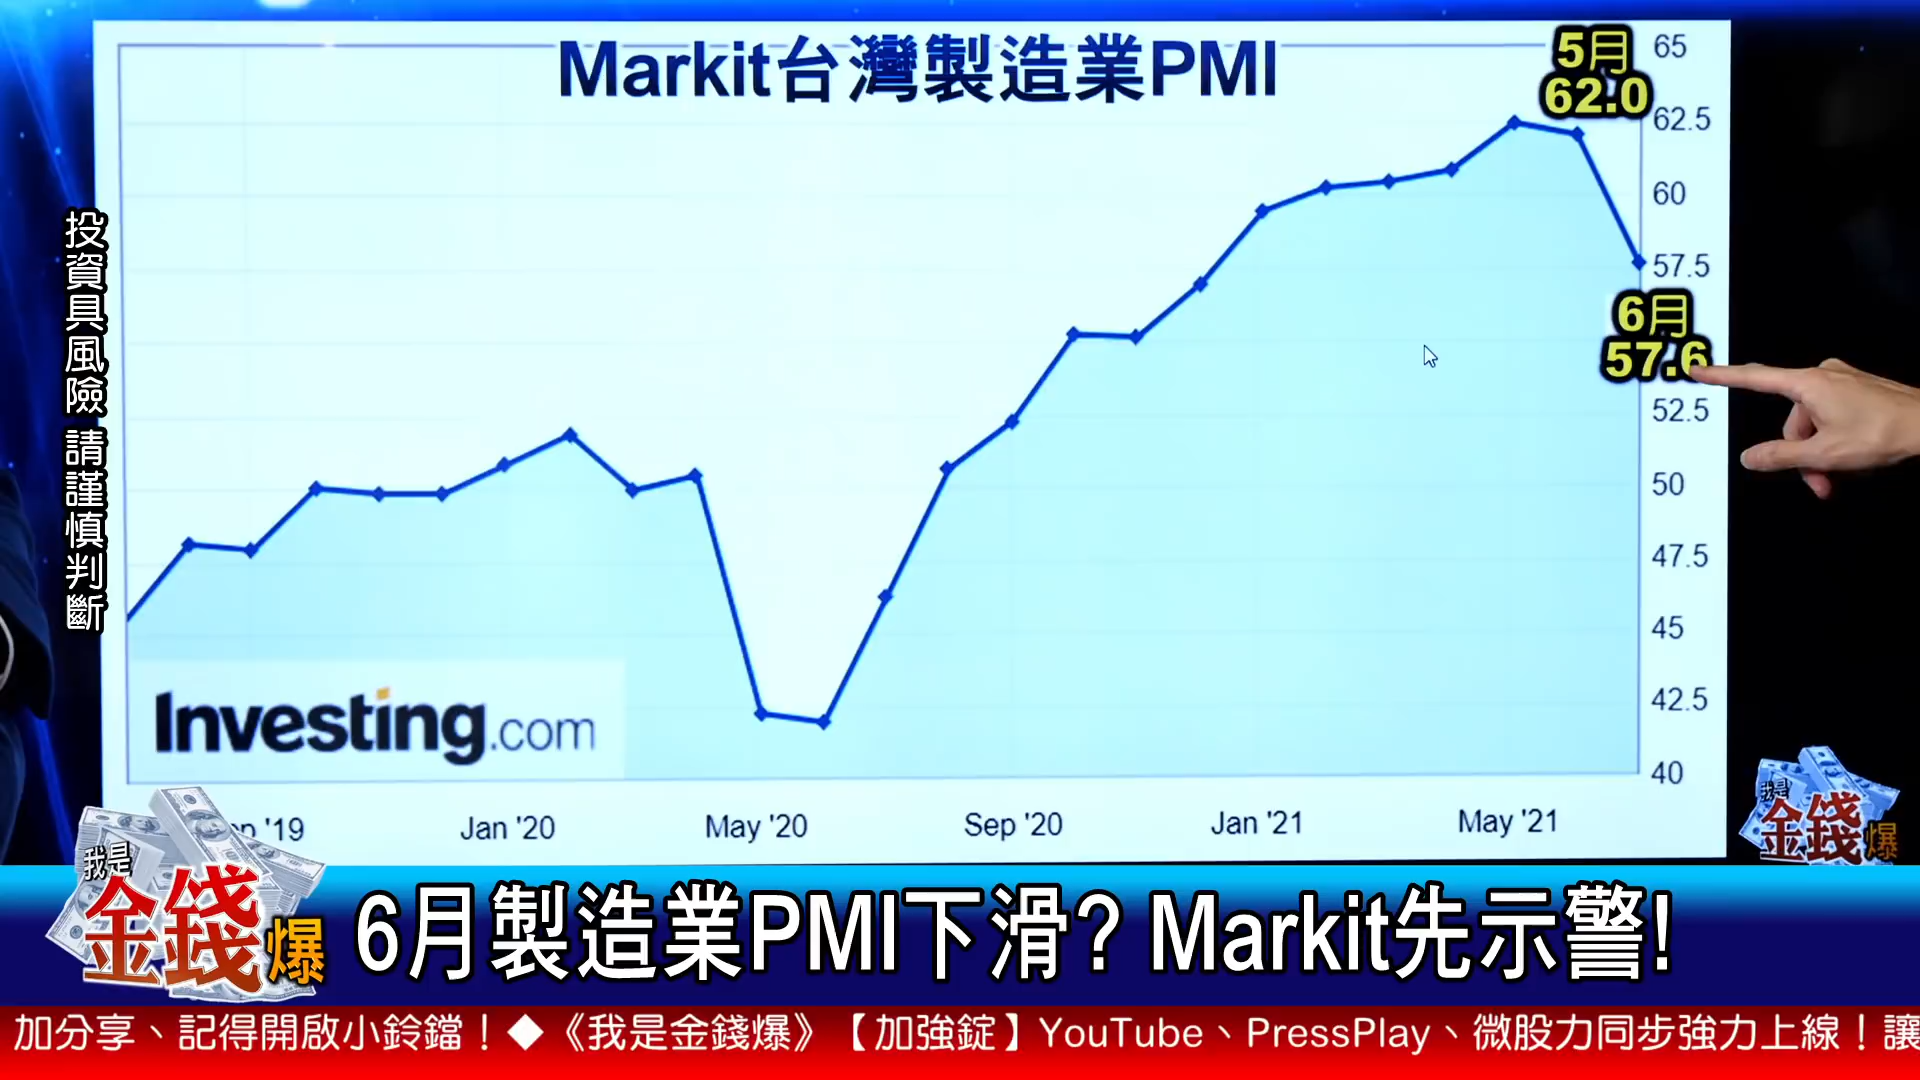 Markit台灣製造業PMI
5月
62.0
65
62.5
60
57.5
6月
57.6
52.5
50
47.5
45
42.5
40
投資具風險 請謹慎判斷
Investing.com
'19
Jan '20
May '20
Sep '20
Jan '21
May '21
我是
金錢爆
我是
金錢爆
6月製造業PMI下滑? Markit先示警!
加分享、記得開啟小鈴鐺！◆《我是金錢爆》【加強錠】YouTube、PressPlay、微股力同步強力上線！讓